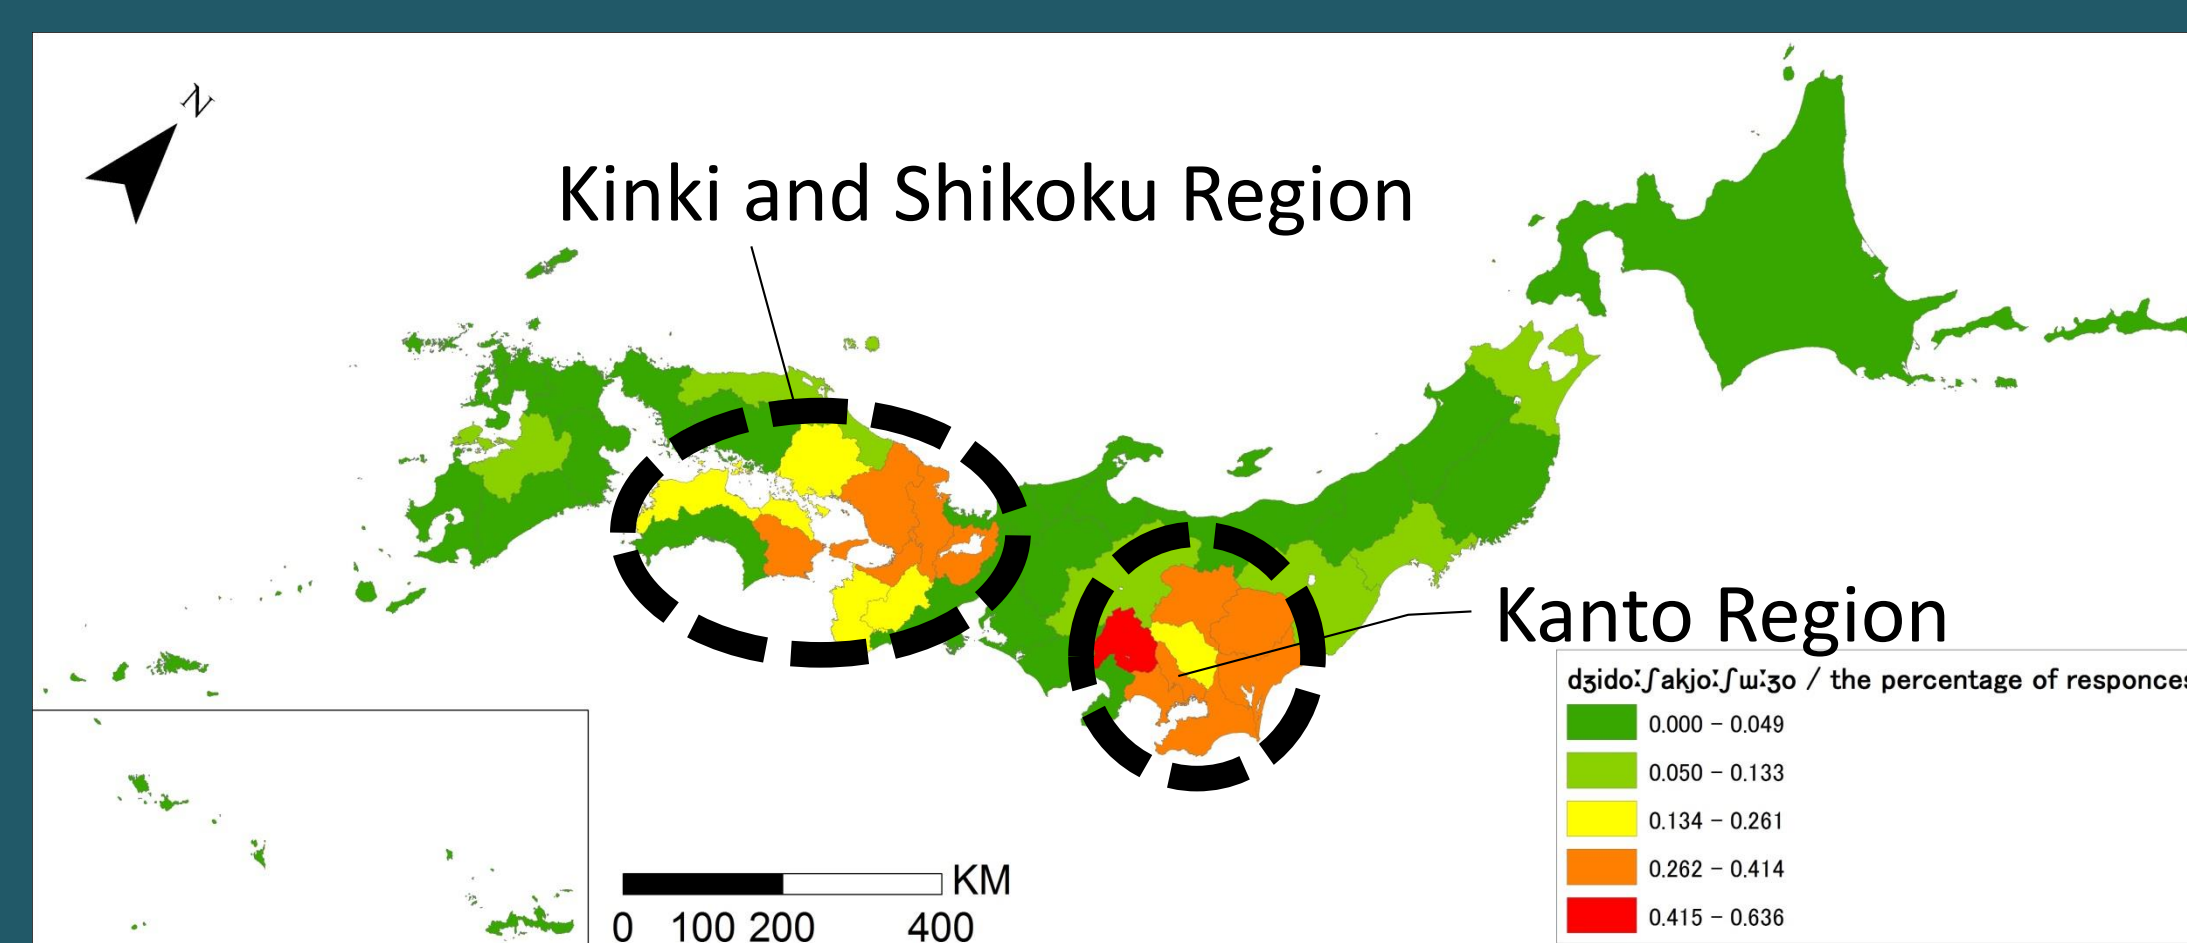 N
Kinki and Shikoku Region
Kanto Region
dʒidoːʃakjoːʃɯːʒo / the percentage of responces
0.000 − 0.049
0.050 − 0.133
0.134 − 0.261
0.262 − 0.414
0.415 − 0.636
KM
0 100 200 400